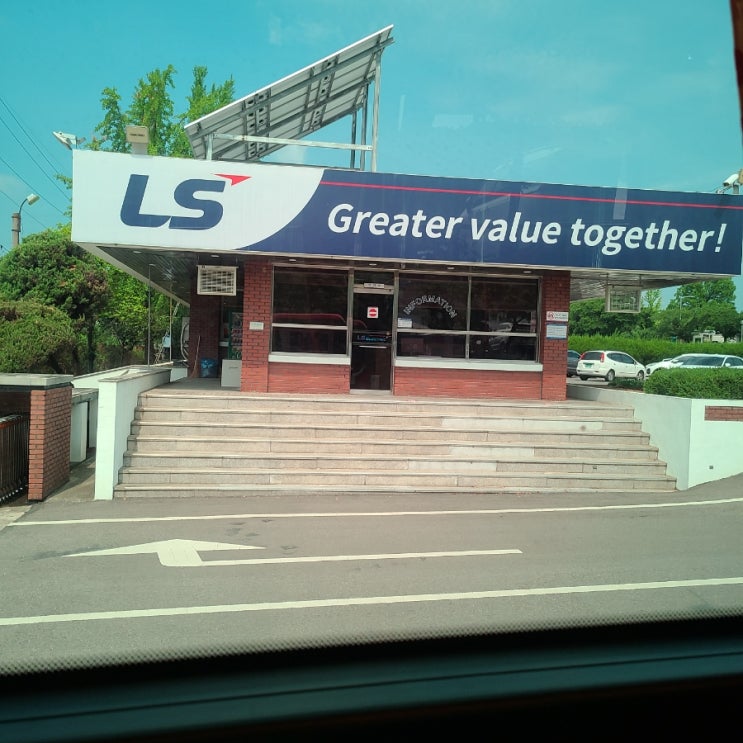 LS
Greater value together!
INFORMATION